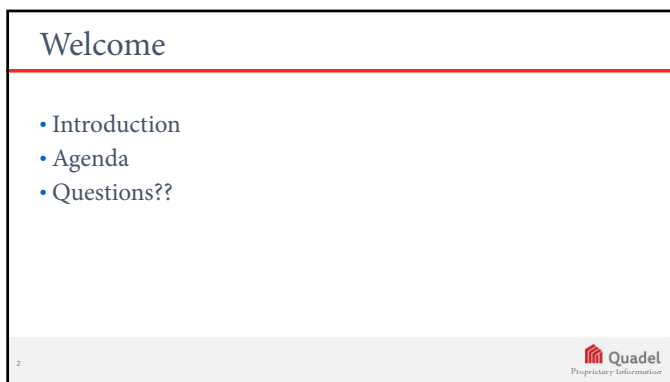 Welcome
• Introduction
• Agenda
• Questions??
2
Quadel
Proprietary Information